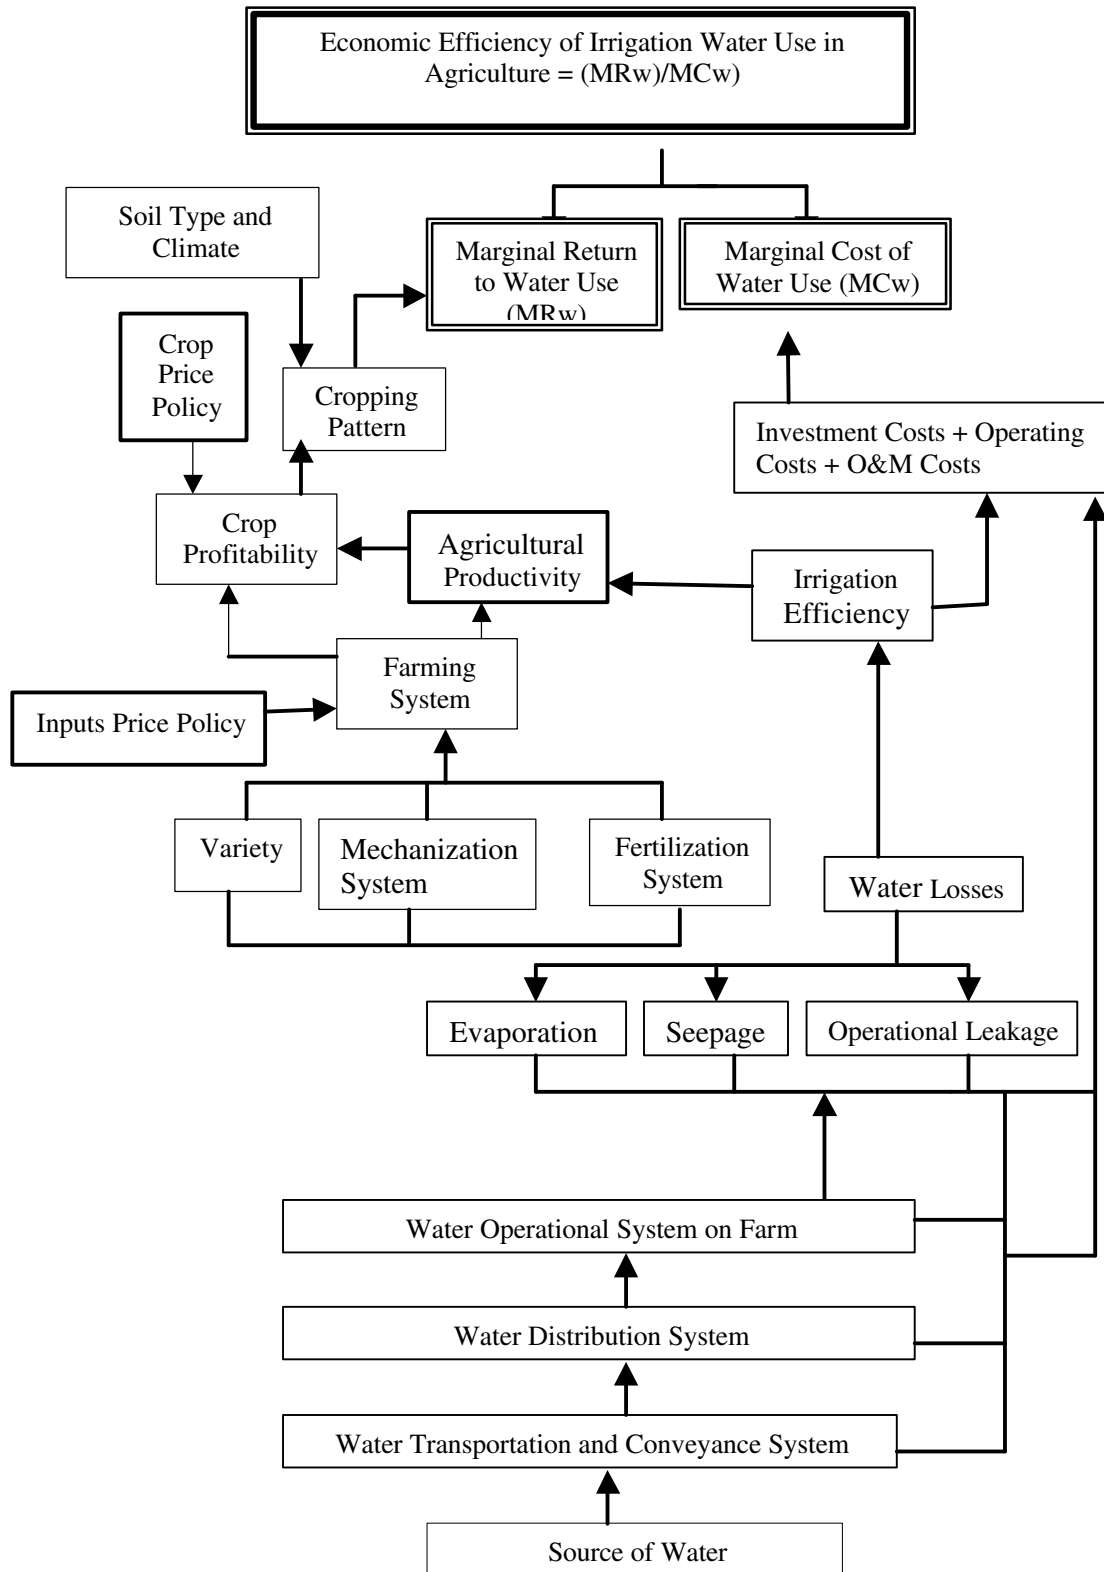 Economic Efficiency of Irrigation Water Use in
Agriculture = (MRw)/MCw)
Soil Type and
Climate
Marginal Return
to Water Use
(MRw)
Marginal Cost of
Water Use (MCw)
Crop
Price
Policy
Cropping
Pattern
Investment Costs + Operating
Costs + O&M Costs
Crop
Profitability
Agricultural
Productivity
Irrigation
Efficiency
Farming
System
Inputs Price Policy
Variety
Mechanization
System
Fertilization
System
Water Losses
Evaporation
Seepage
Operational Leakage
Water Operational System on Farm
Water Distribution System
Water Transportation and Conveyance System
Source of Water